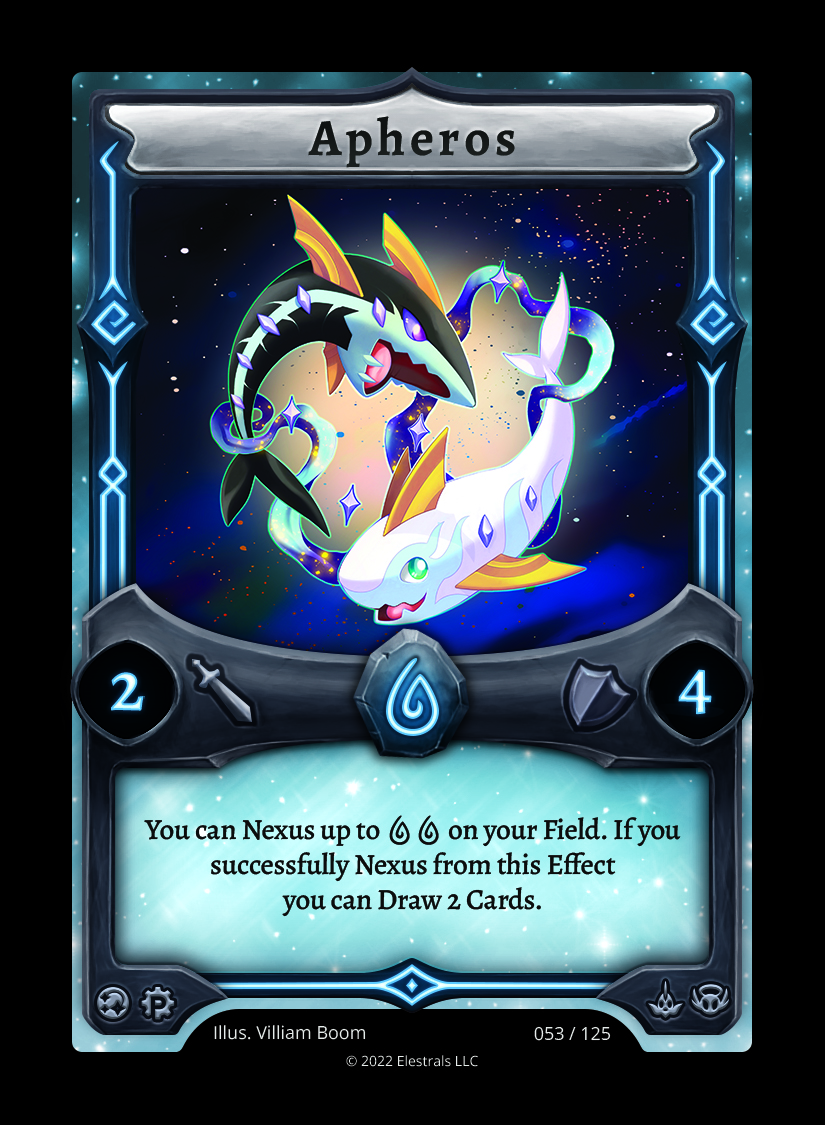 Apheros
2
4
You can Nexus up to on your Field. If you
successfully Nexus from this Effect
you can Draw 2 Cards.
P
Illus. Villiam Boom
053 / 125
© 2022 Elestrals LLC